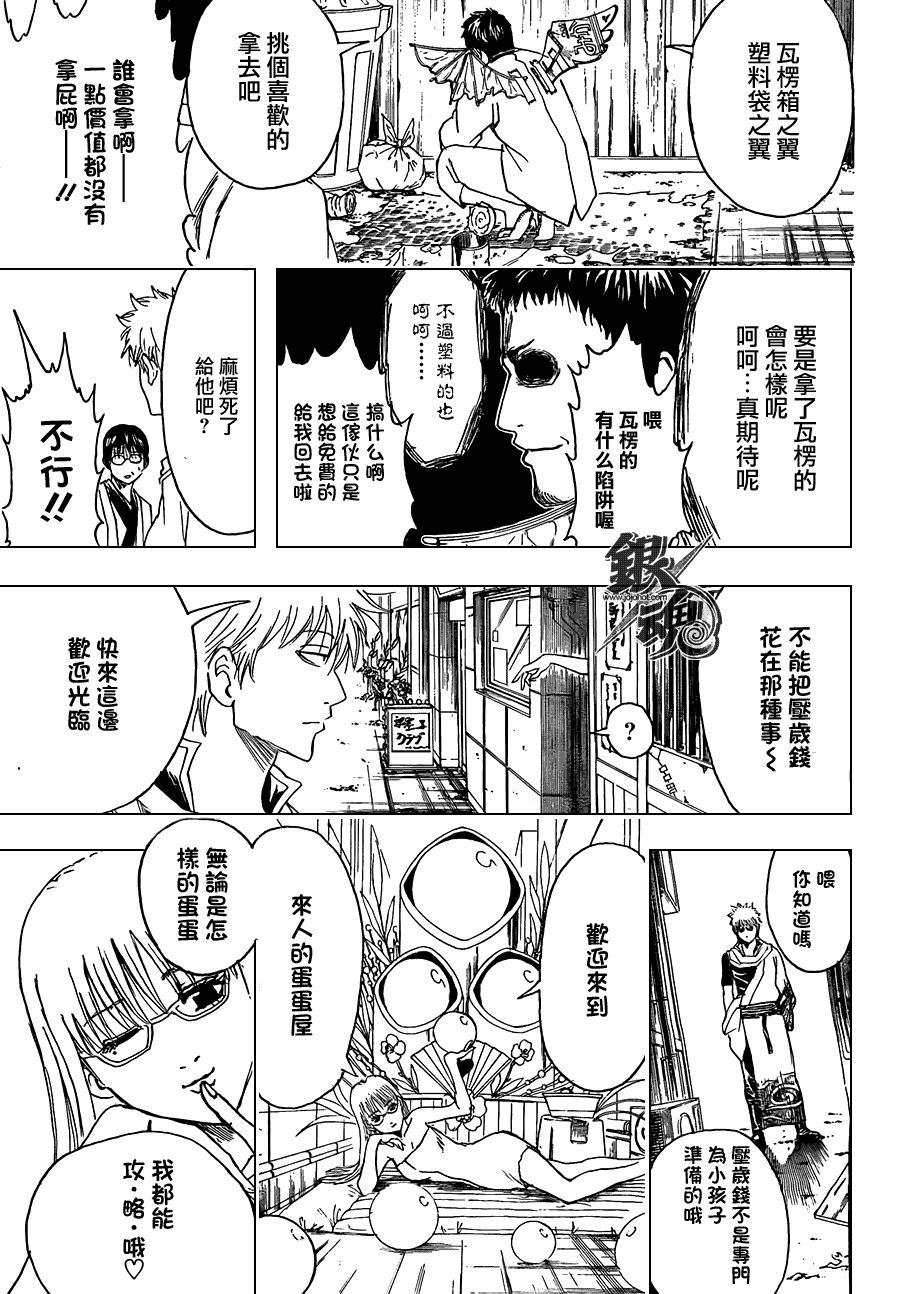 瓦楞箱之翼
塑料袋之翼
挑個喜歡的
拿去吧
誰會拿啊——
一點價值都没有
拿屁啊——!!
要是拿了瓦楞的
會怎樣呢
呵呵…真期待呢
喂
瓦楞的
有什么陷阱喔
不過塑料的也
呵呵……
搞什么啊
這傢伙只是
想給免費的
給我回去啦
麻煩死了
給他吧?
不行!!
銀魂
www.jojohot.com
不能把壓歲錢
花在那種事~
?
クラブ
快來這邊
歡迎光臨
喂
你知道嗎
壓歲錢不是專門
為小孩子
準備的哦
歡迎來到
來人的蛋蛋屋
無論是怎
樣的蛋蛋
我都能
攻·略·哦♡